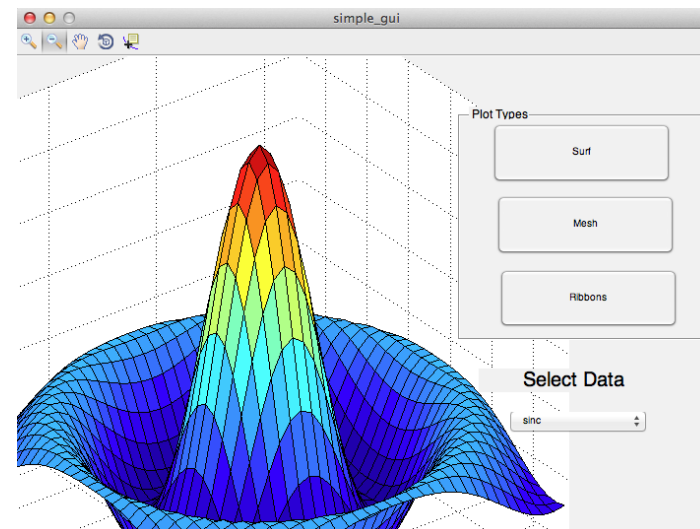 simple_gui
Plot Types
Surf
Mesh
Ribbons
Select Data
sinc